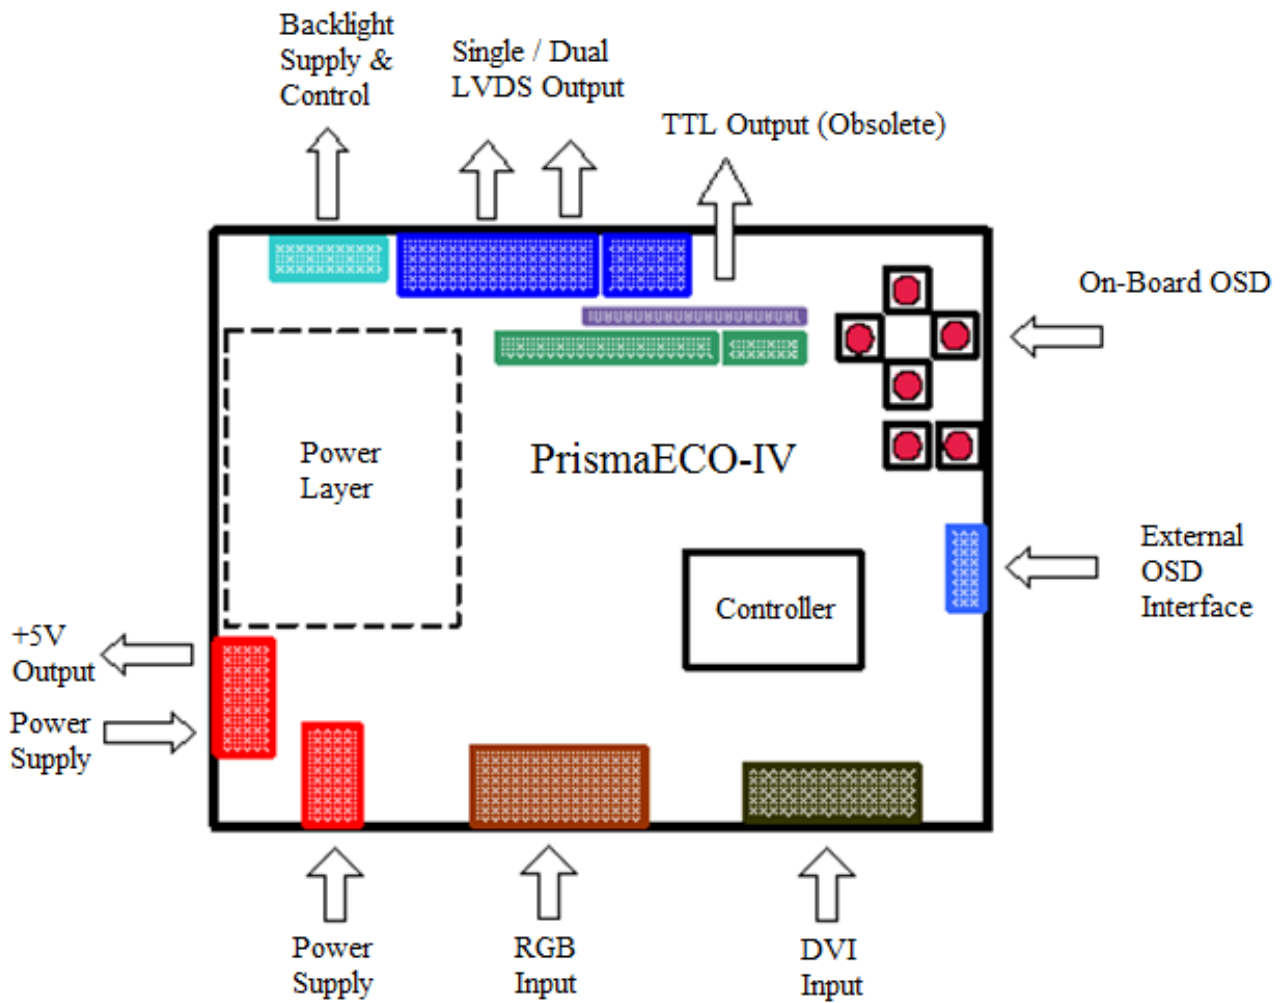 Backlight
Supply &
Control
Single / Dual
LVDS Output
TTL Output (Obsolete)
On-Board OSD
Power
Layer
PrismaECO-IV
External
OSD
Interface
Controller
+5V
Output
Power
Supply
Power
Supply
RGB
Input
DVI
Input